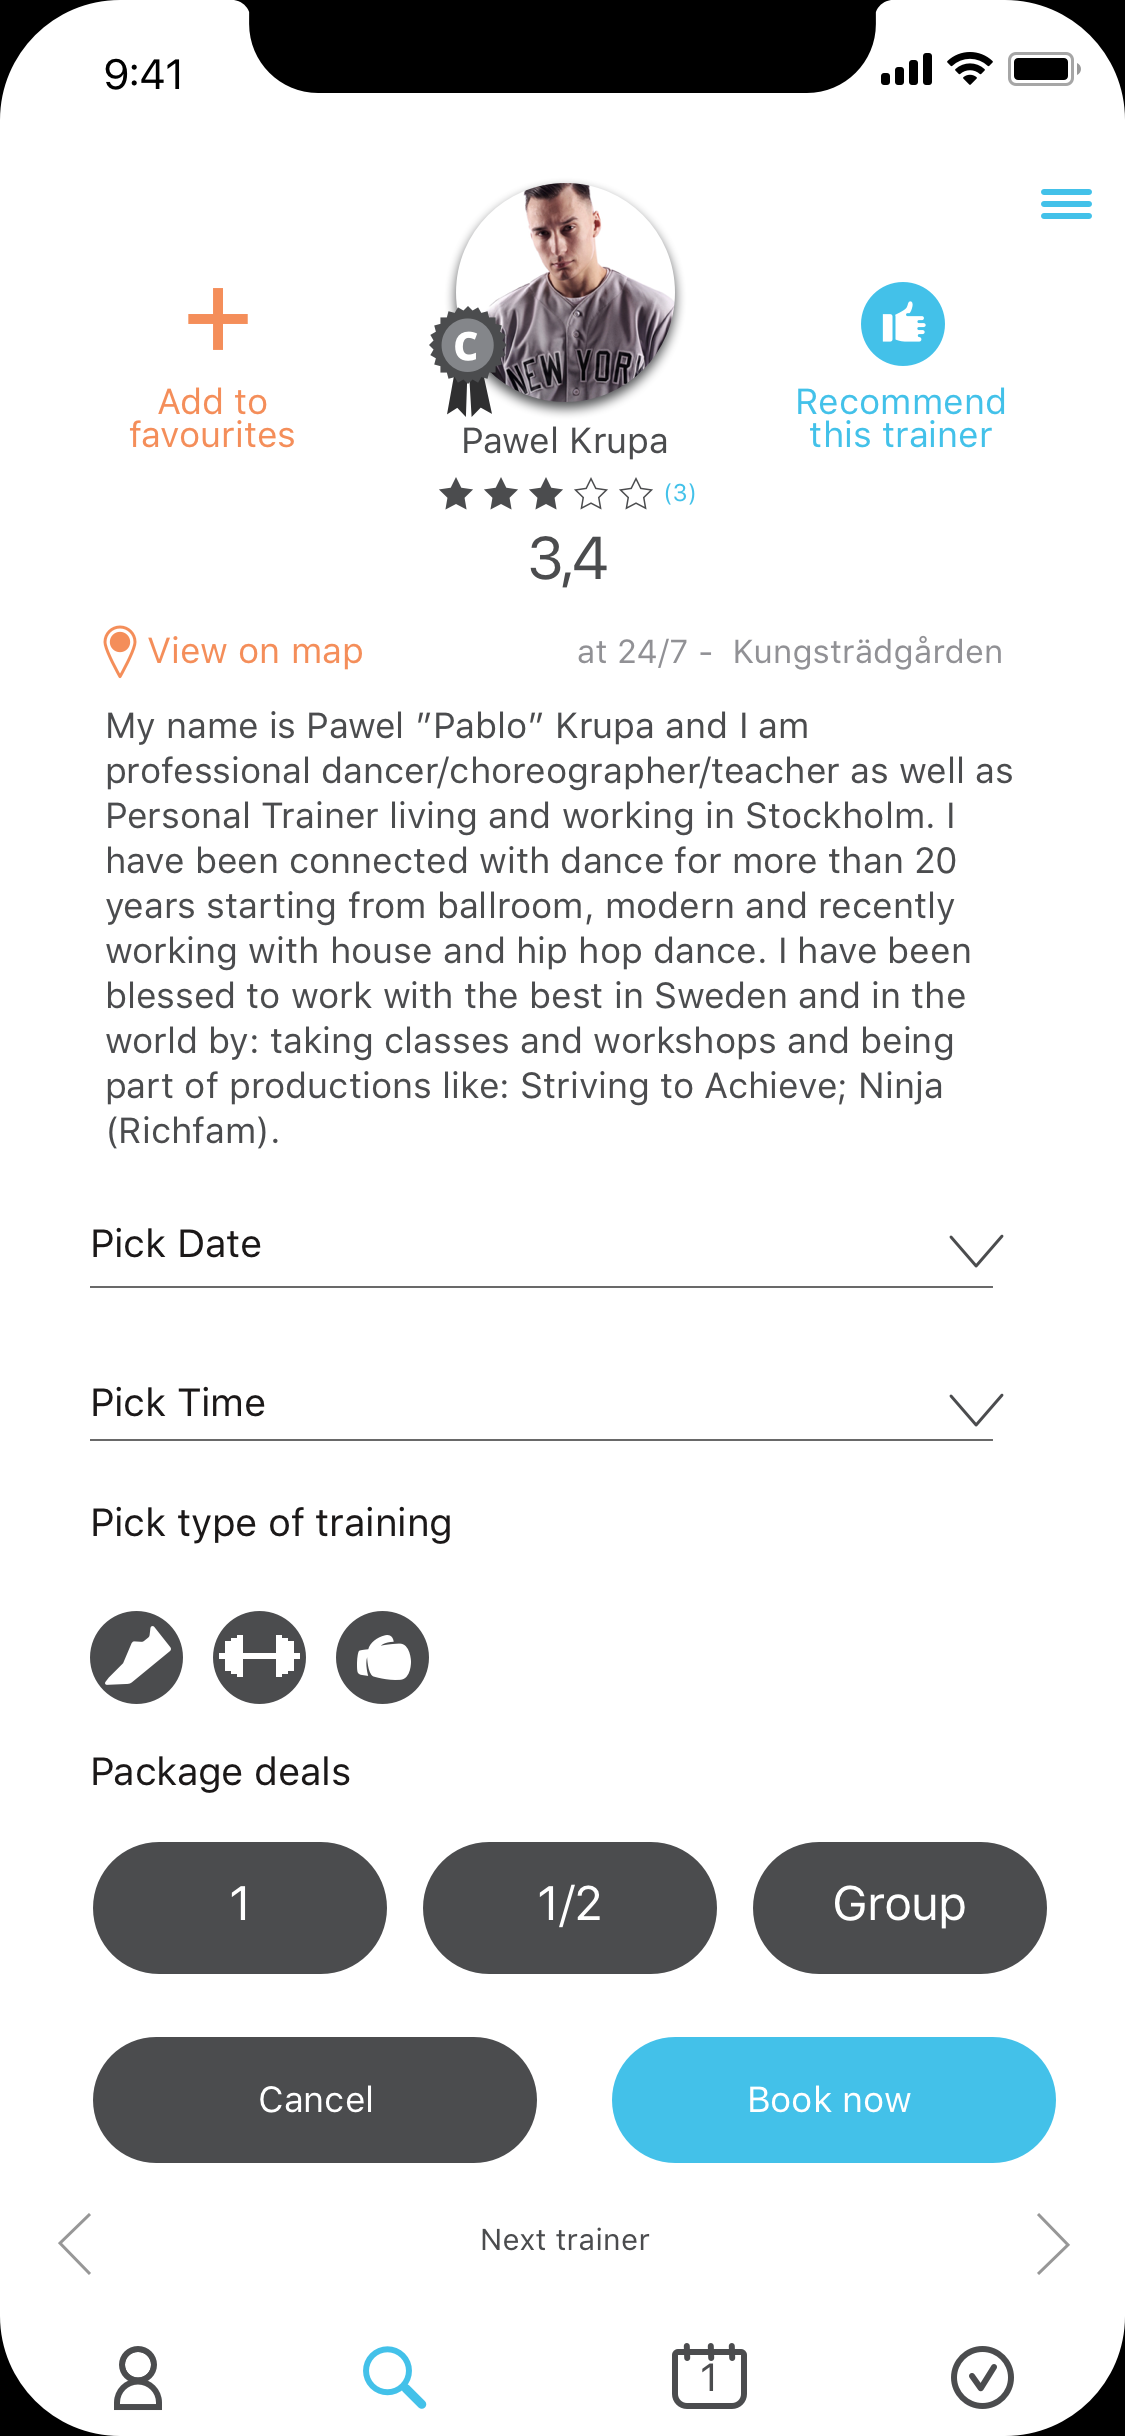 9:41
C
NEW YORK
Add to
favourites
Recommend
this trainer
Pawel Krupa
(3)
3,4
View on map
at 24/7 - Kungsträdgården
My name is Pawel ”Pablo” Krupa and I am
professional dancer/choreographer/teacher as well as
Personal Trainer living and working in Stockholm. I
have been connected with dance for more than 20
years starting from ballroom, modern and recently
working with house and hip hop dance. I have been
blessed to work with the best in Sweden and in the
world by: taking classes and workshops and being
part of productions like: Striving to Achieve; Ninja
(Richfam).
Pick Date
Pick Time
Pick type of training
Package deals
1
1/2
Group
Cancel
Book now
Next trainer
1